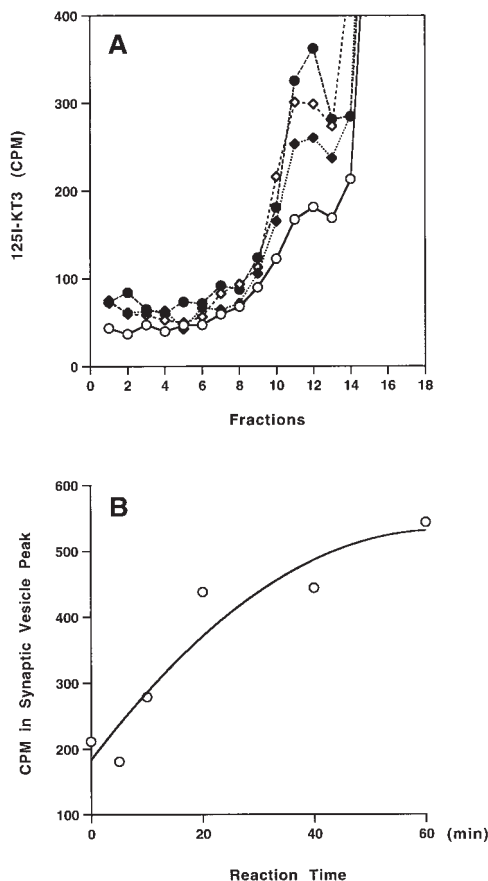 A
400
300
200
100
0
125I-KT3 (CPM)
0 2 4 6 8 10 12 14 16 18
Fractions
B
600
500
400
300
200
100
CPM in Synaptic Vesicle Peak
0 20 40 60 (min)
Reaction Time